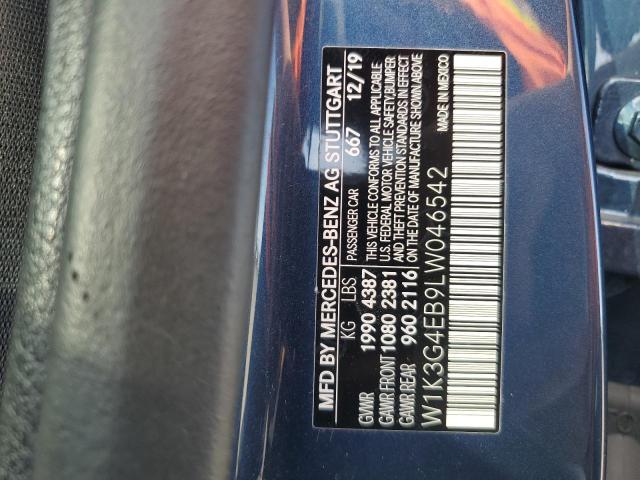 MFD BY MERCEDES-BENZ AG STUTTGART
KG LBS PASSENGER CAR 667 12/19
GVWR 1990 4387 THIS VEHICLE CONFORMS TO ALL APPLICABLE
GAWR FRONT 1080 2381 U.S. FEDERAL MOTOR VEHICLE SAFETY, BUMPER
GAWR REAR 960 2116 AND THEFT PREVENTION STANDARDS IN EFFECT
ON THE DATE OF MANUFACTURE SHOWN ABOVE
W1K3G4EB9LW046542 MADE IN MEXICO